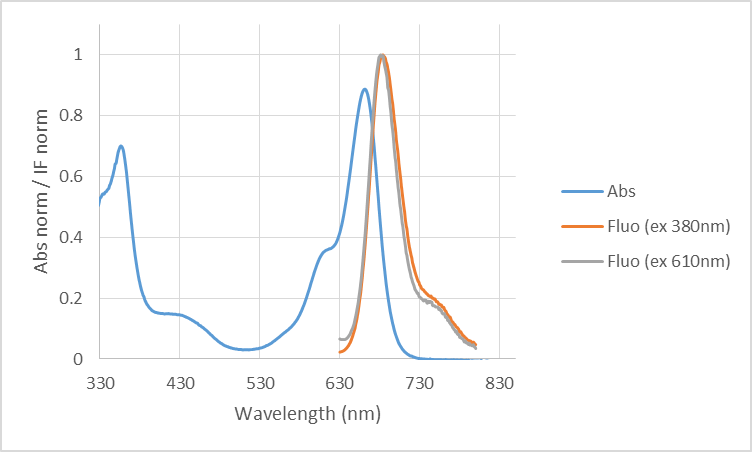 Abs norm / IF norm
1
0.8
0.6
0.4
0.2
0
330 430 530 630 730 830
Wavelength (nm)
Abs
Fluo (ex 380nm)
Fluo (ex 610nm)